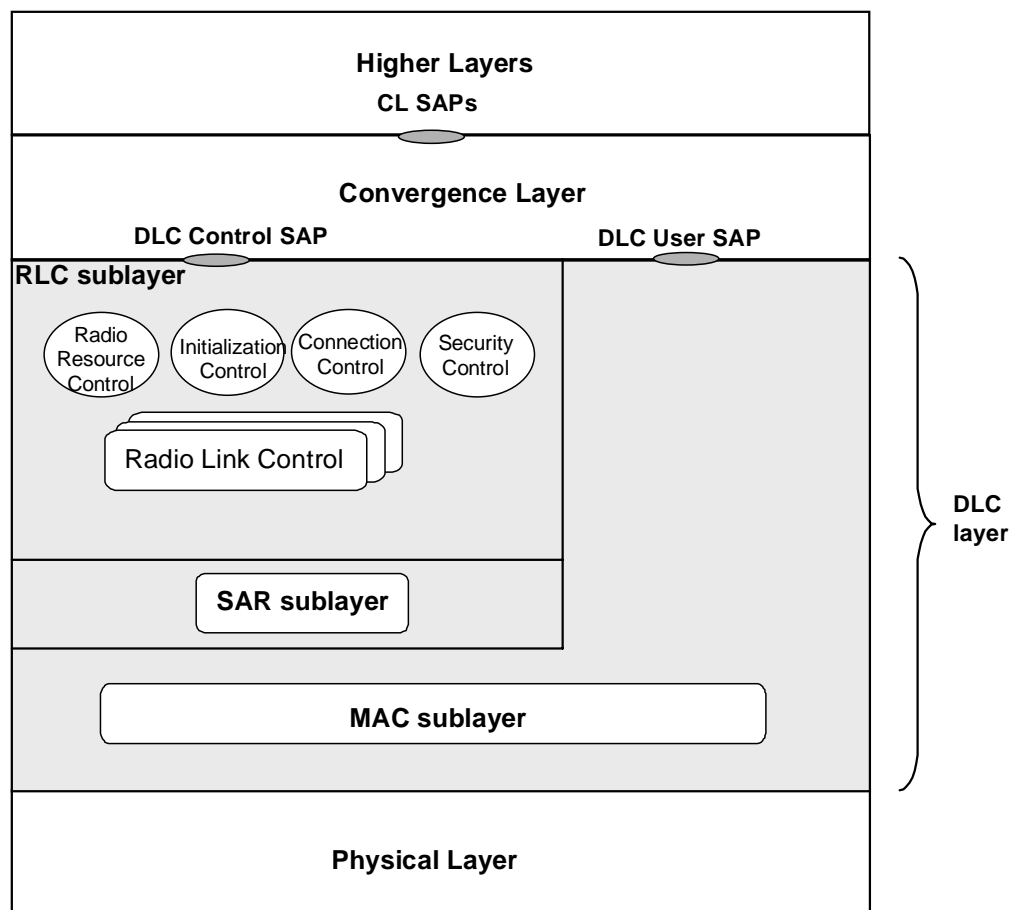 Higher Layers
CL SAPs
Convergence Layer
DLC Control SAP
DLC User SAP
RLC sublayer
Radio
Resource
Control
Initialization
Control
Connection
Control
Security
Control
Radio Link Control
SAR sublayer
MAC sublayer
DLC
layer
Physical Layer